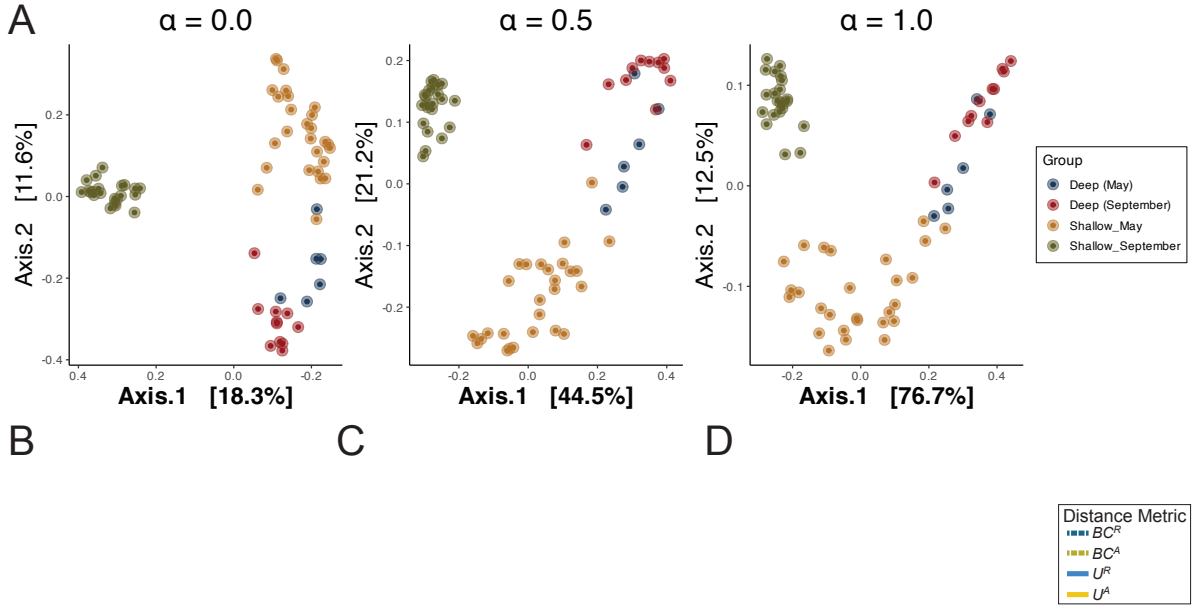 A
α = 0.0
α = 0.5
α = 1.0
Axis.2 [11.6%]
0.2
0.0
-0.2
-0.4
0.4
0.2
0.0
-0.2
Axis.1 [18.3%]
Axis.2 [21.2%]
0.2
0.1
0.0
-0.1
-0.2
-0.2
0.0
0.2
0.4
Axis.1 [44.5%]
Axis.2 [12.5%]
0.1
0.0
-0.1
-0.2
0.0
0.2
0.4
Axis.1 [76.7%]
Group
Deep (May)
Deep (September)
Shallow_May
Shallow_September
B
C
D
Distance Metric
BC^R
BC^A
U^R
U^A